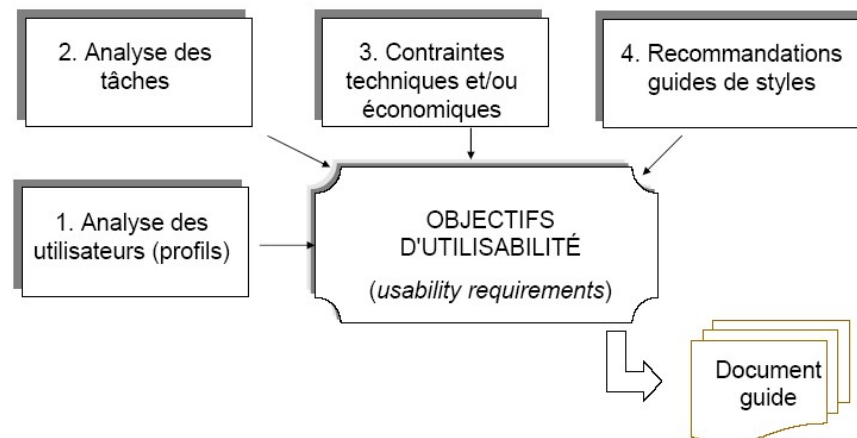 2. Analyse des
tâches
3. Contraintes
techniques et/ou
économiques
4. Recommandations
guides de styles
1. Analyse des
utilisateurs (profils)
OBJECTIFS
D'UTILISABILITÉ
(usability requirements)
Document
guide